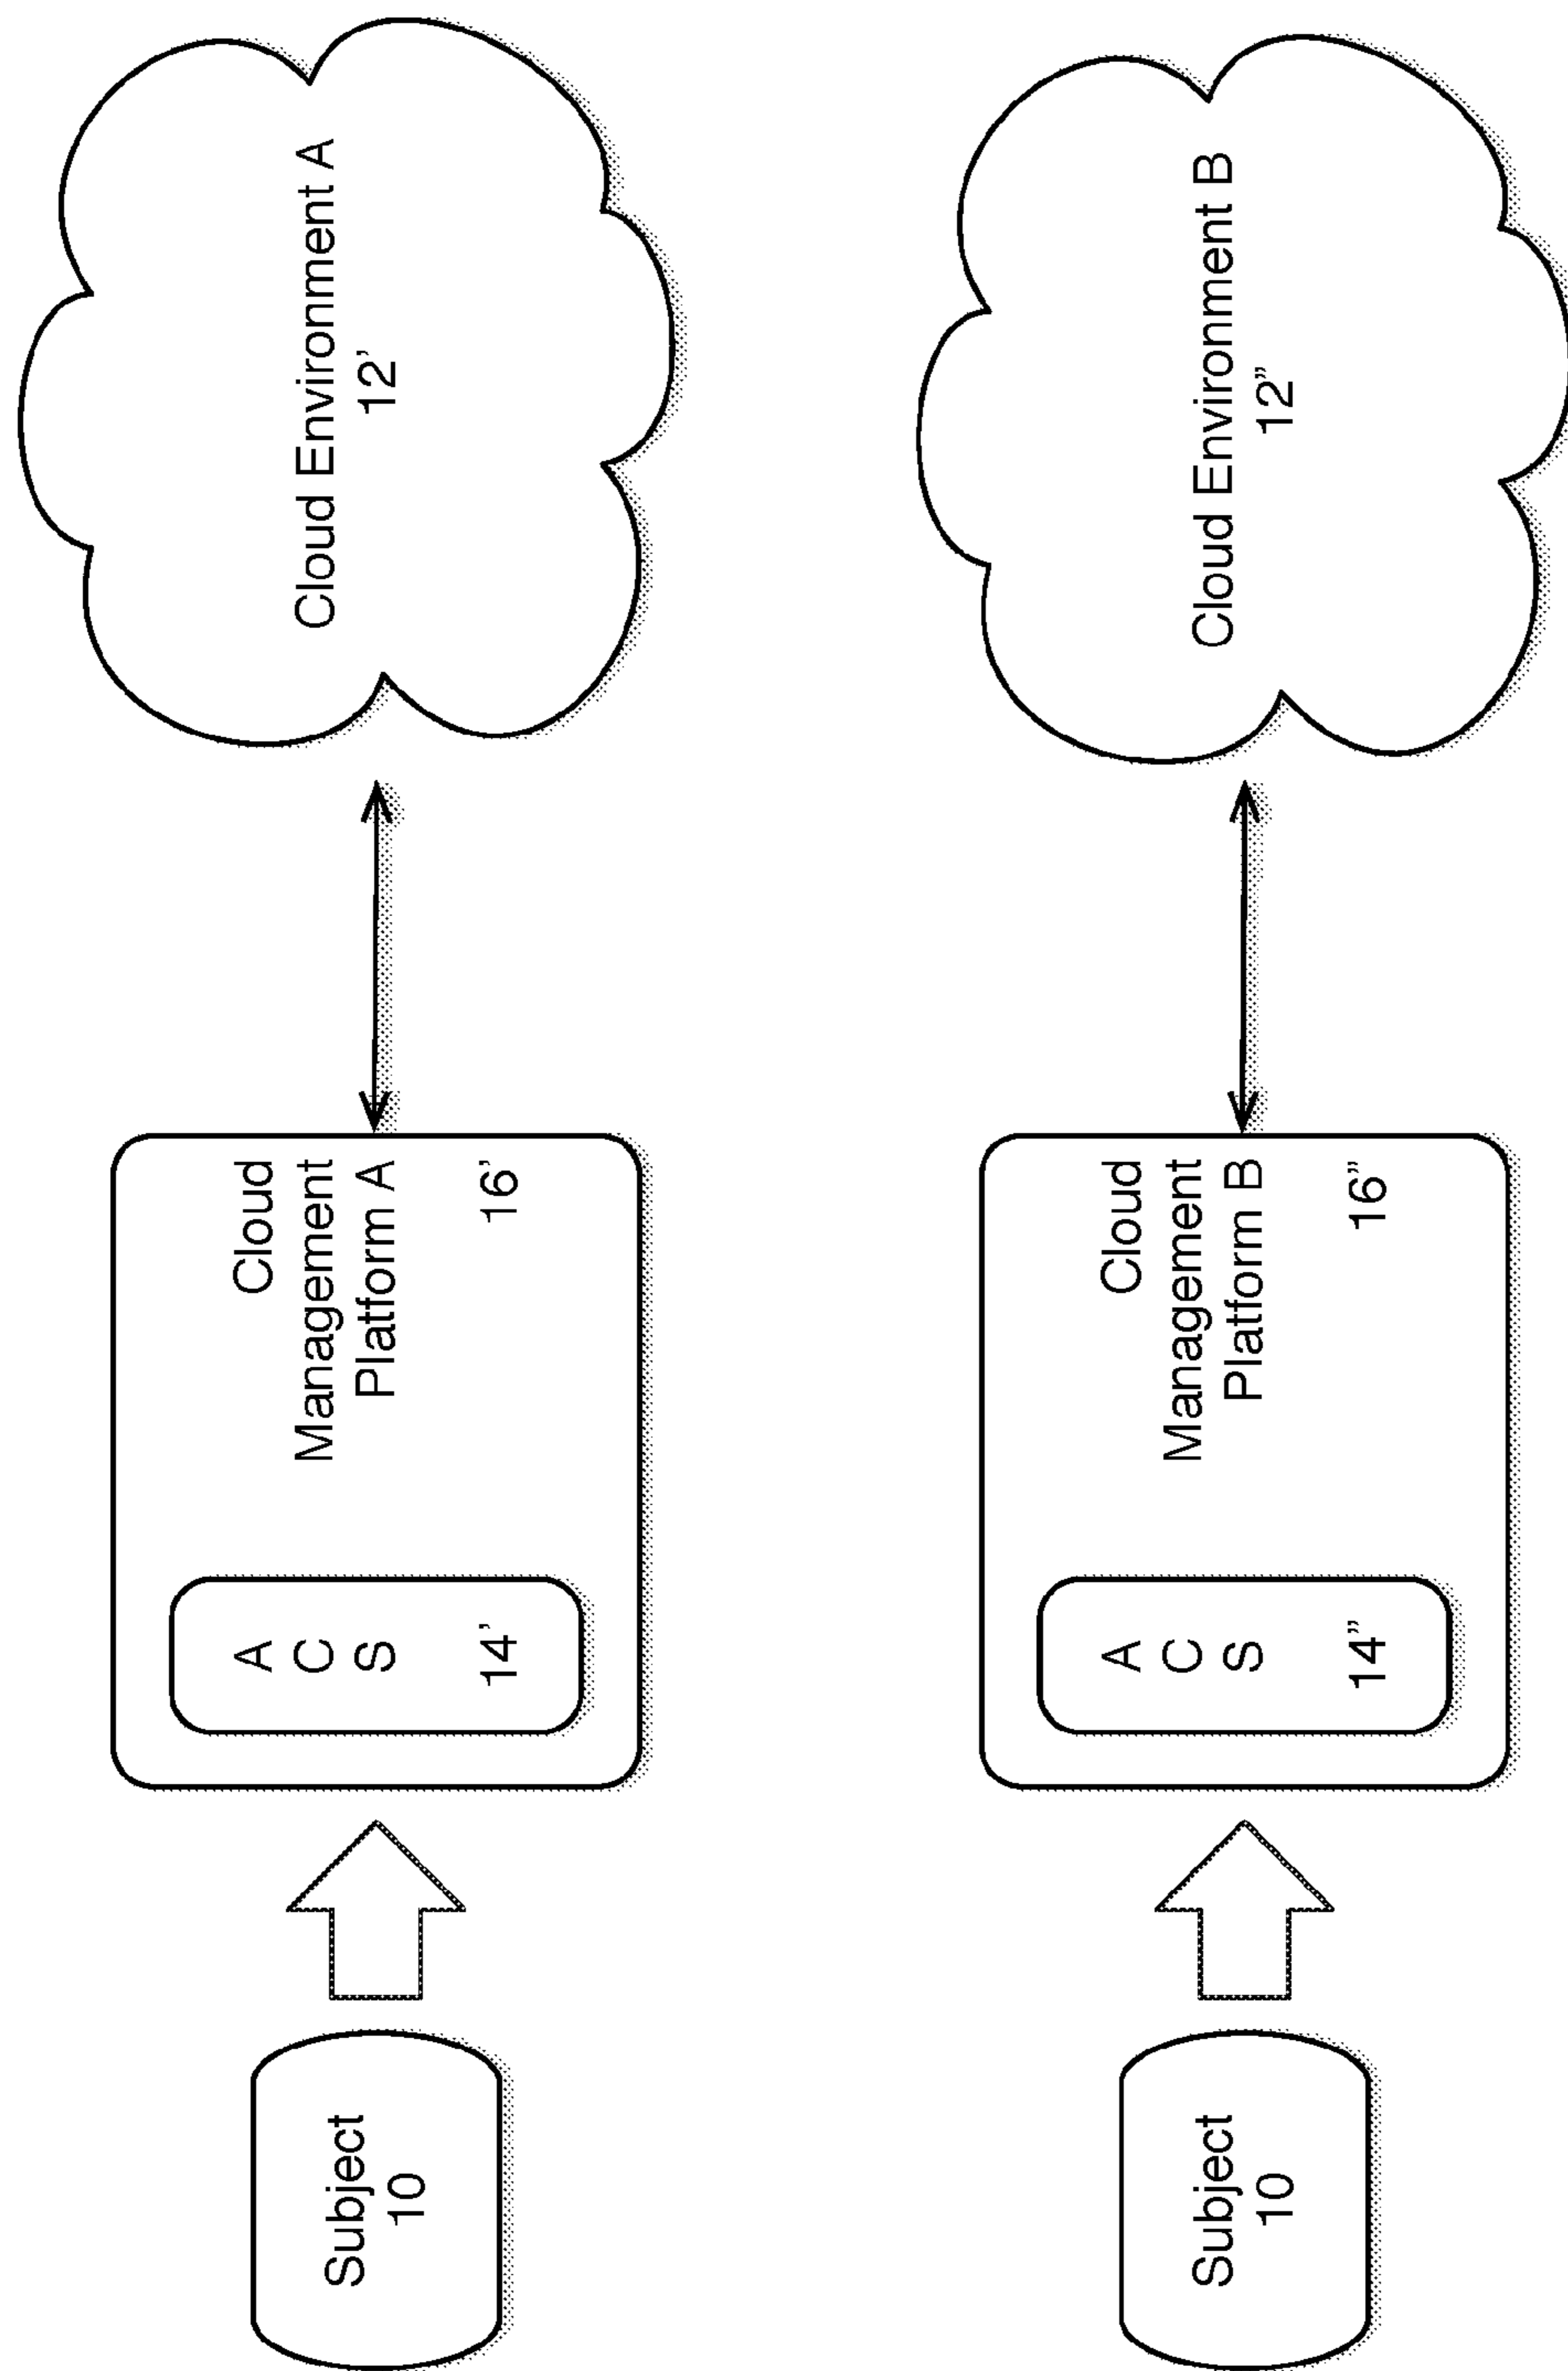 Subject
10
A
C
S
14'
Cloud
Management
Platform A
16'
Cloud Environment A
12'
Subject
10
A
C
S
14"
Cloud
Management
Platform B
16"
Cloud Environment B
12"